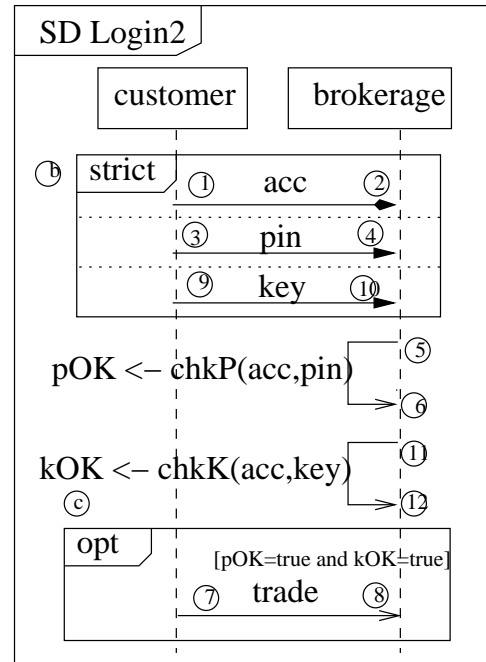 SD Login2
customer brokerage
b strict
1 acc 2
3 pin 4
9 key 10
5
pOK <– chkP(acc,pin)
6
11
kOK <– chkK(acc,key)
c 12
opt
[pOK=true and kOK=true]
7 trade 8